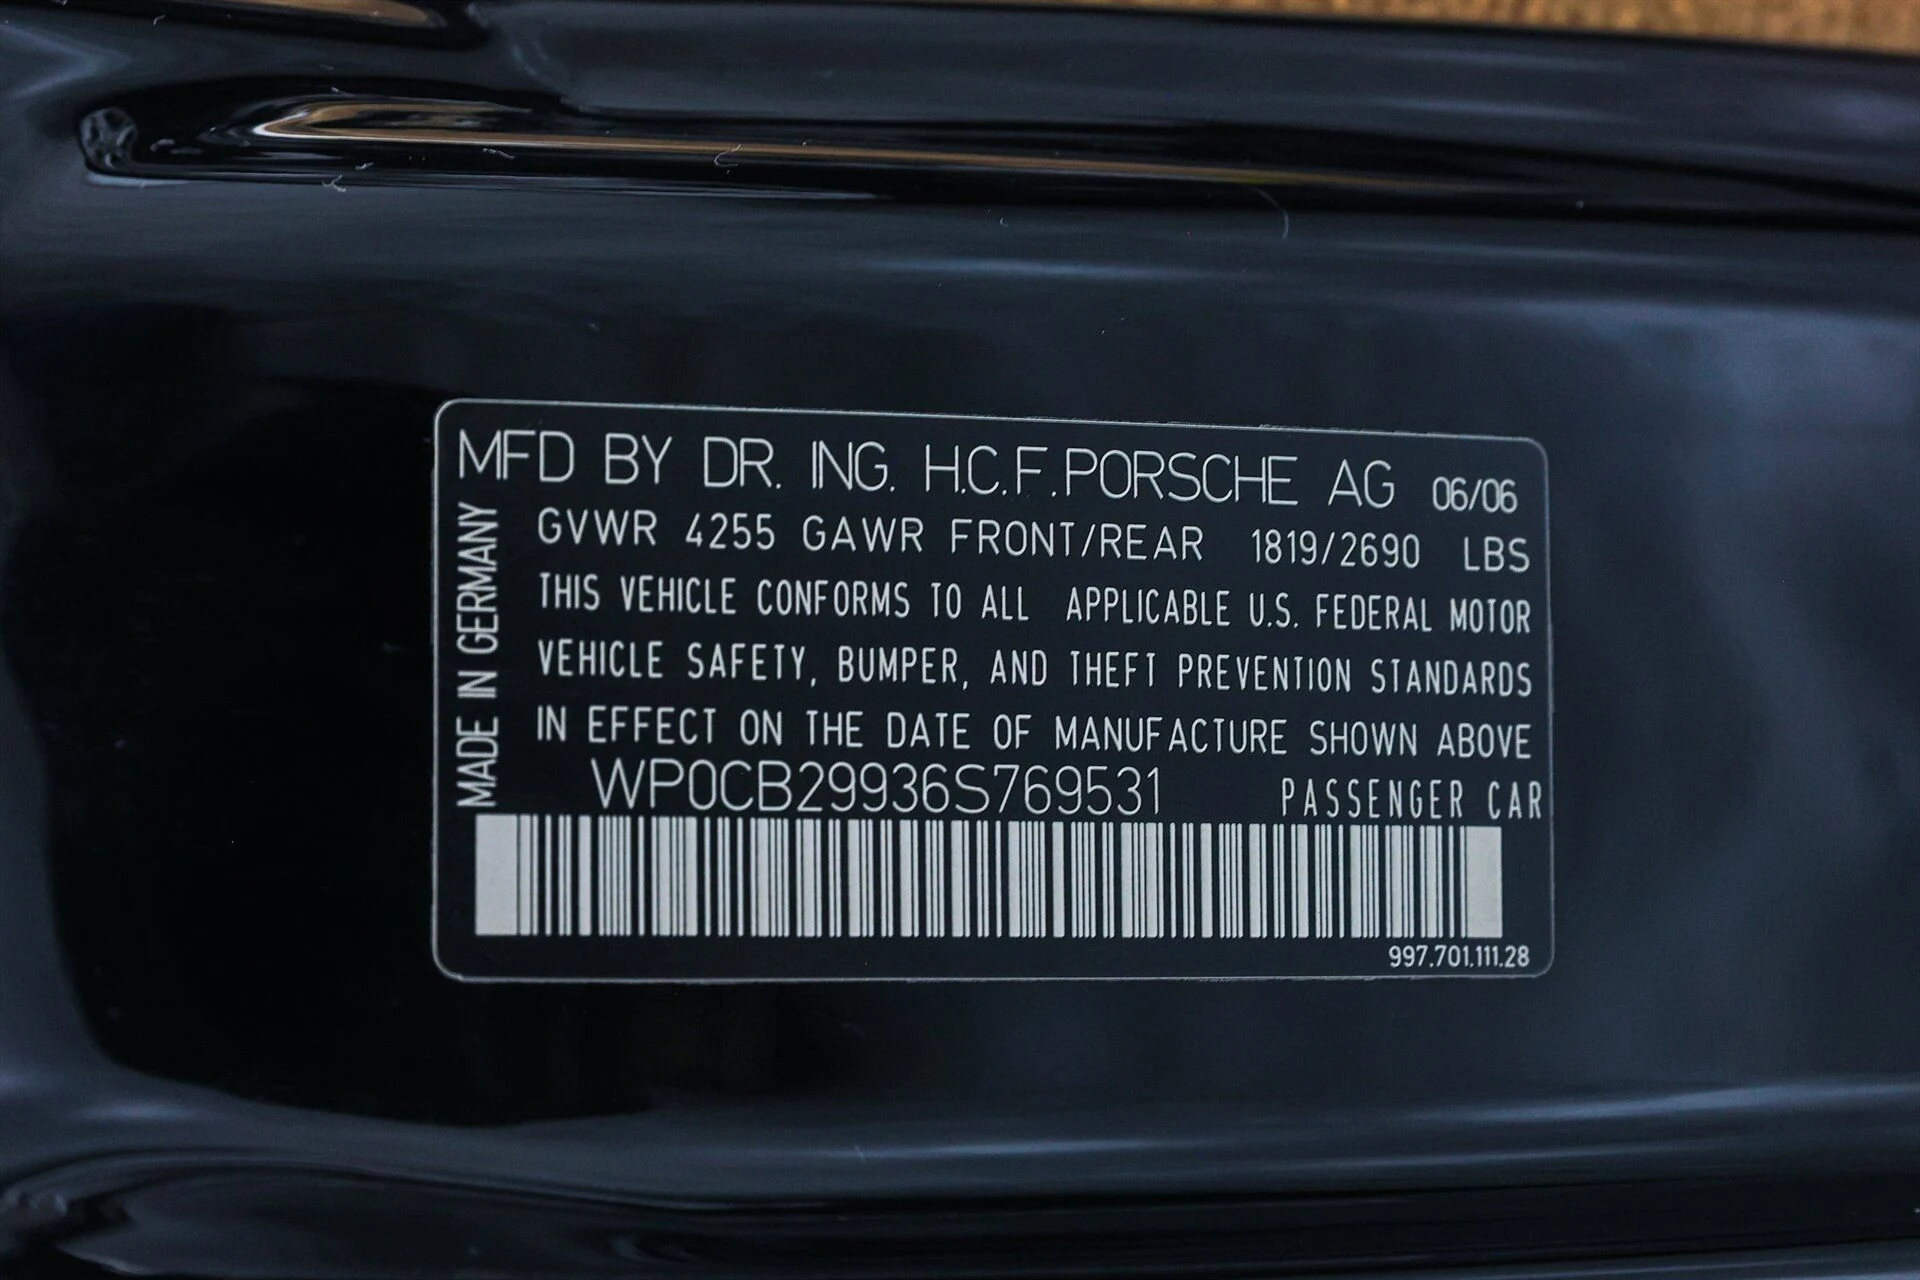 MFD BY DR. ING. H.C.F.PORSCHE AG 06/06
GVWR 4255 GAWR FRONT/REAR 1819/2690 LBS
THIS VEHICLE CONFORMS TO ALL APPLICABLE U.S. FEDERAL MOTOR
VEHICLE SAFETY, BUMPER, AND THEFT PREVENTION STANDARDS
IN EFFECT ON THE DATE OF MANUFACTURE SHOWN ABOVE
WP0CB29936S769531 PASSENGER CAR
997.701.111.28
MADE IN GERMANY